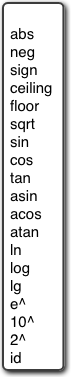 abs
neg
sign
ceiling
floor
sqrt
sin
cos
tan
asin
acos
atan
ln
log
lg
e^
10^
2^
id